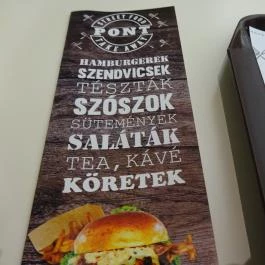 STREET FOOD
PONT
TAKE AWAY
HAMBURGEREK
SZENDVICSEK
TÉSZTÁK
SZÓSZOK
SÜTEMÉNYEK
SALÁTÁK
TEA, KÁVÉ
KÖRETEK